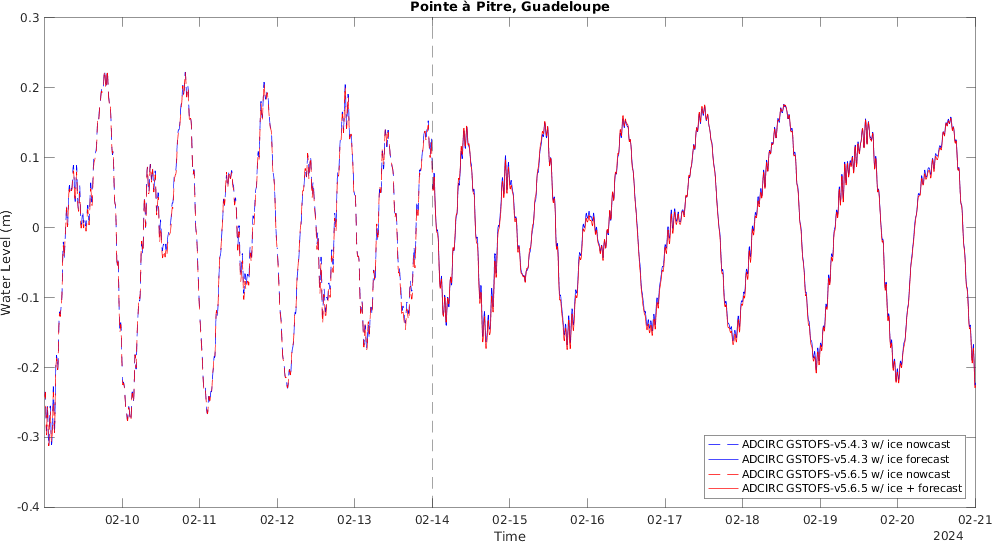 Pointe à Pitre, Guadeloupe
0.3
0.2
0.1
0
-0.1
-0.2
-0.3
-0.4
Water Level (m)
ADCIRC GSTOFS-v5.4.3 w/ ice nowcast
ADCIRC GSTOFS-v5.4.3 w/ ice forecast
ADCIRC GSTOFS-v5.6.5 w/ ice nowcast
ADCIRC GSTOFS-v5.6.5 w/ ice + forecast
02-10 02-11 02-12 02-13 02-14 02-15 02-16 02-17 02-18 02-19 02-20 02-21
Time
2024